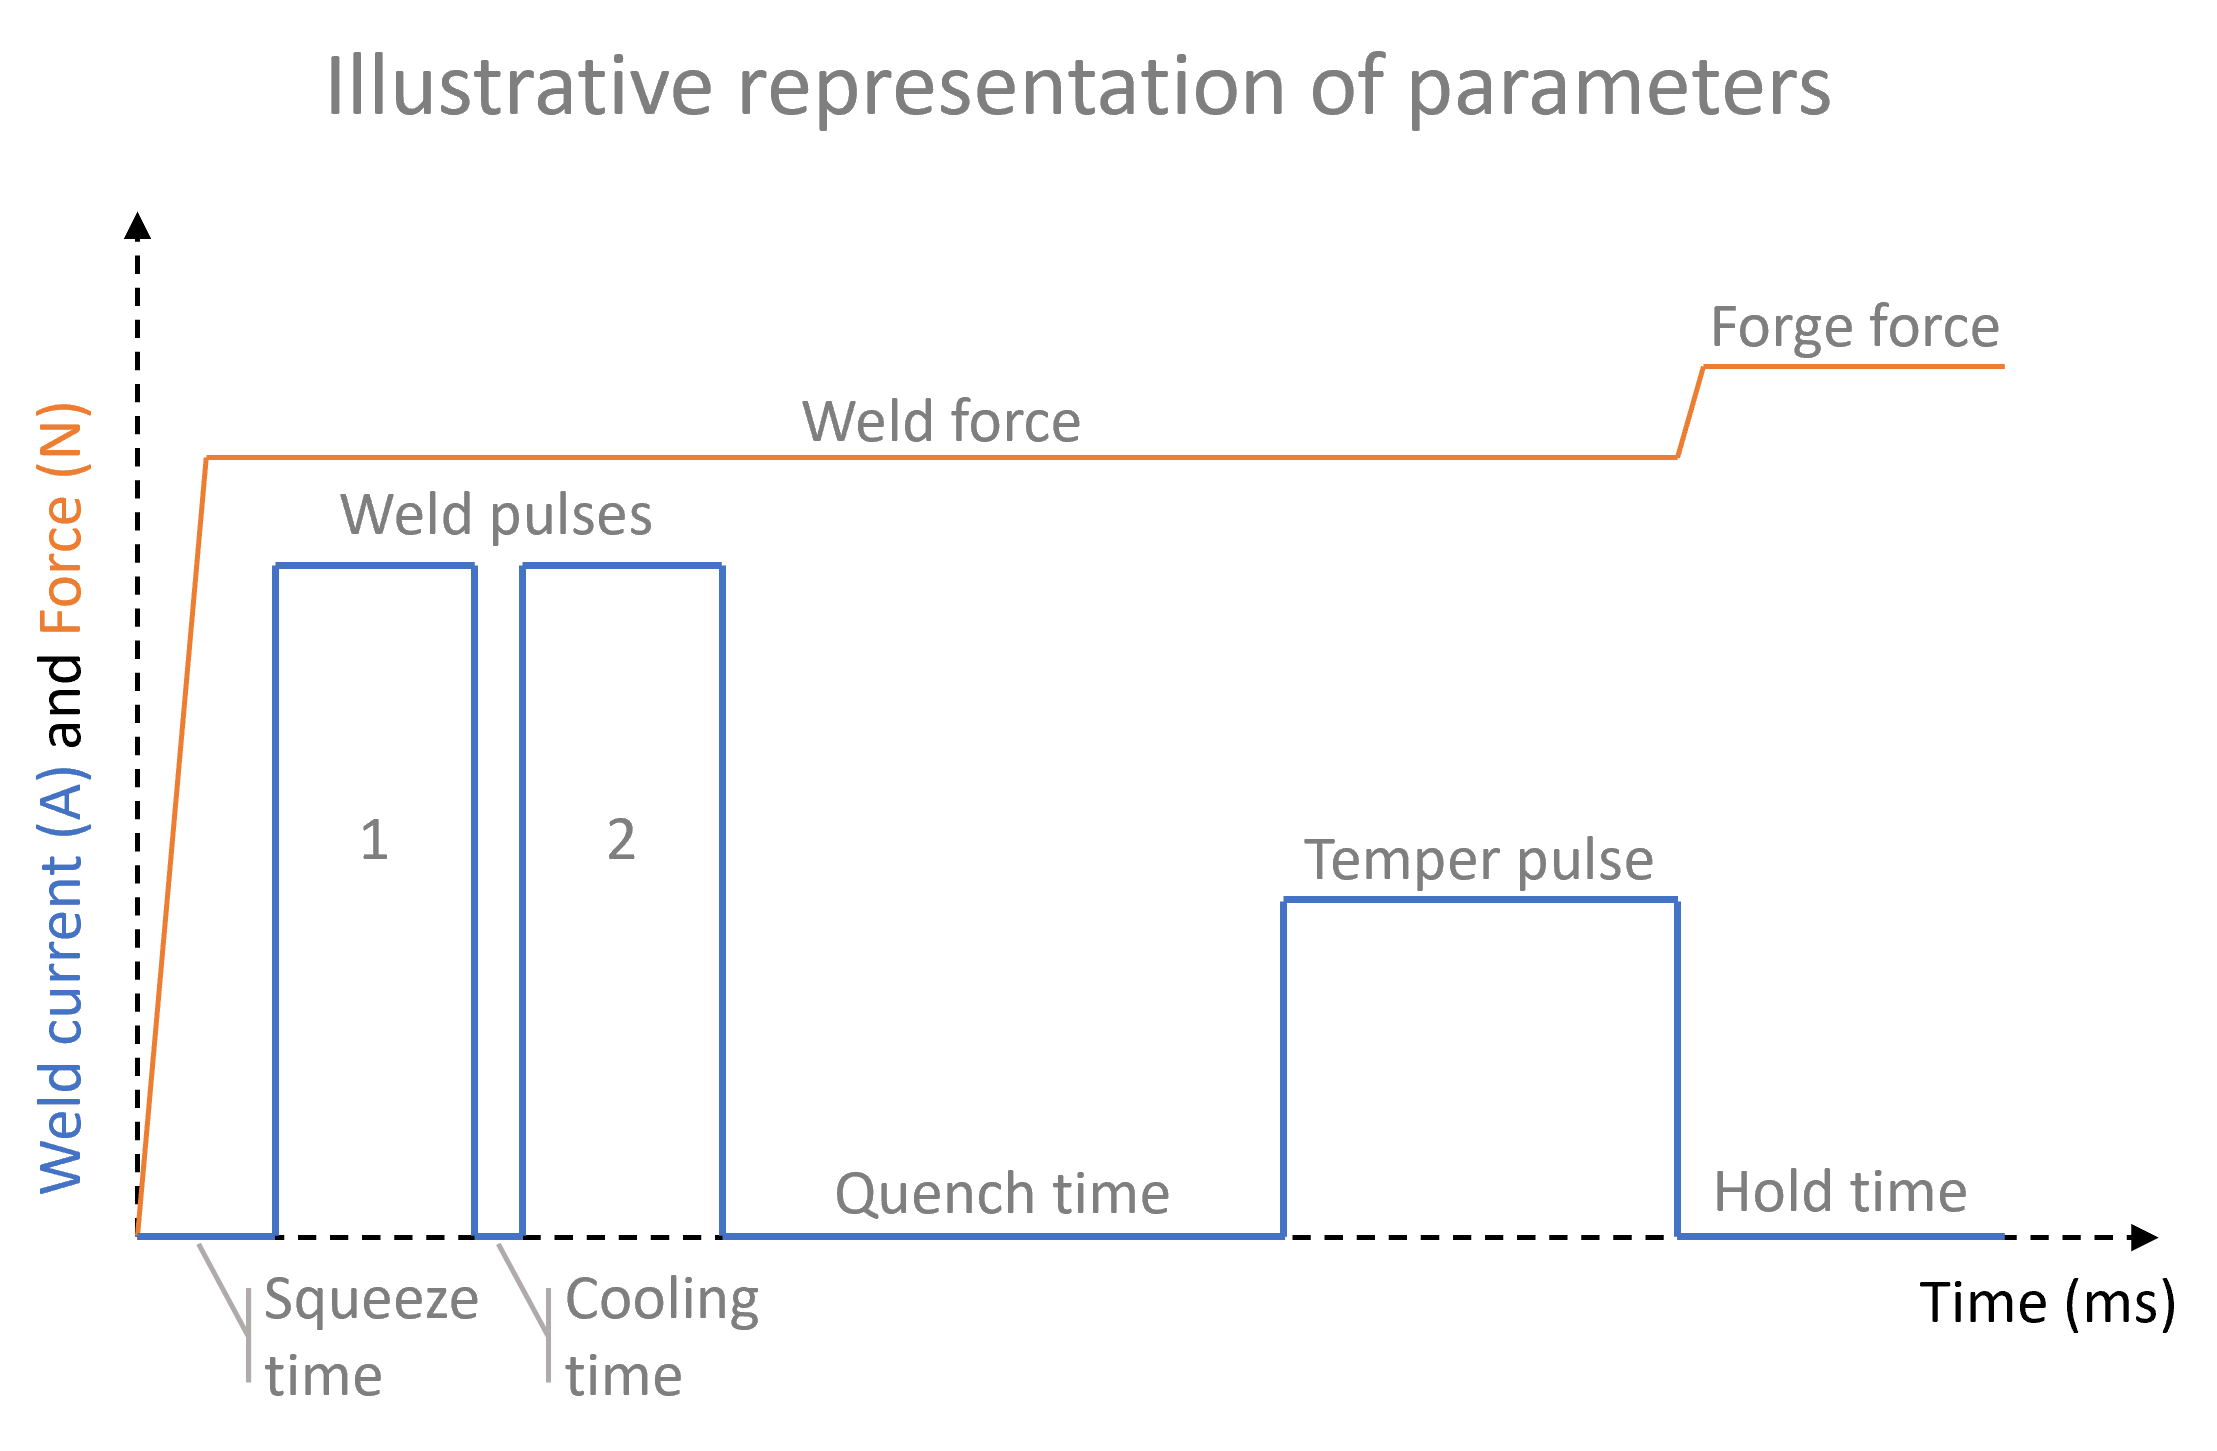 Illustrative representation of parameters
Weld current (A) and Force (N)
Forge force
Weld force
Weld pulses
1
2
Temper pulse
Quench time
Hold time
Squeeze
time
Cooling
time
Time (ms)